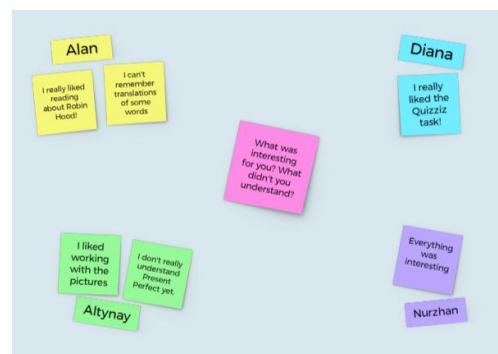 Alan
I really liked
reading
about Robin
Hood!
I can't
remember
translations
of some
words
Diana
I really
liked the
Quizziz
task!
What was
interesting
for you? What
didn't you
understand?
I liked
working
with the
pictures
I don't really
understand
Present
Perfect yet.
Altynay
Everything
was
interesting
Nurzhan